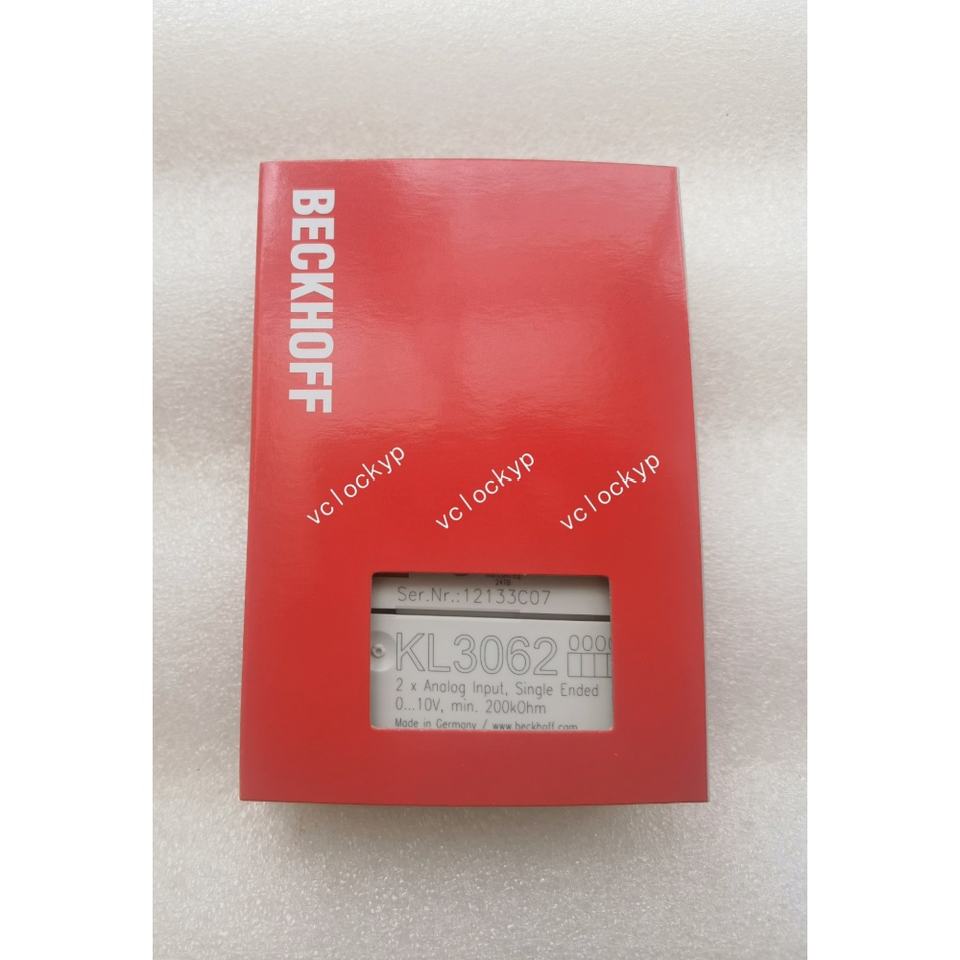 BECKHOFF
vclockyp
vclockyp
vclockyp
Ser.Nr.:12133C07
KL3062
2 x Analog Input, Single Ended
0...10V, min. 200kOhm
Made in Germany / www.beckhoff.com